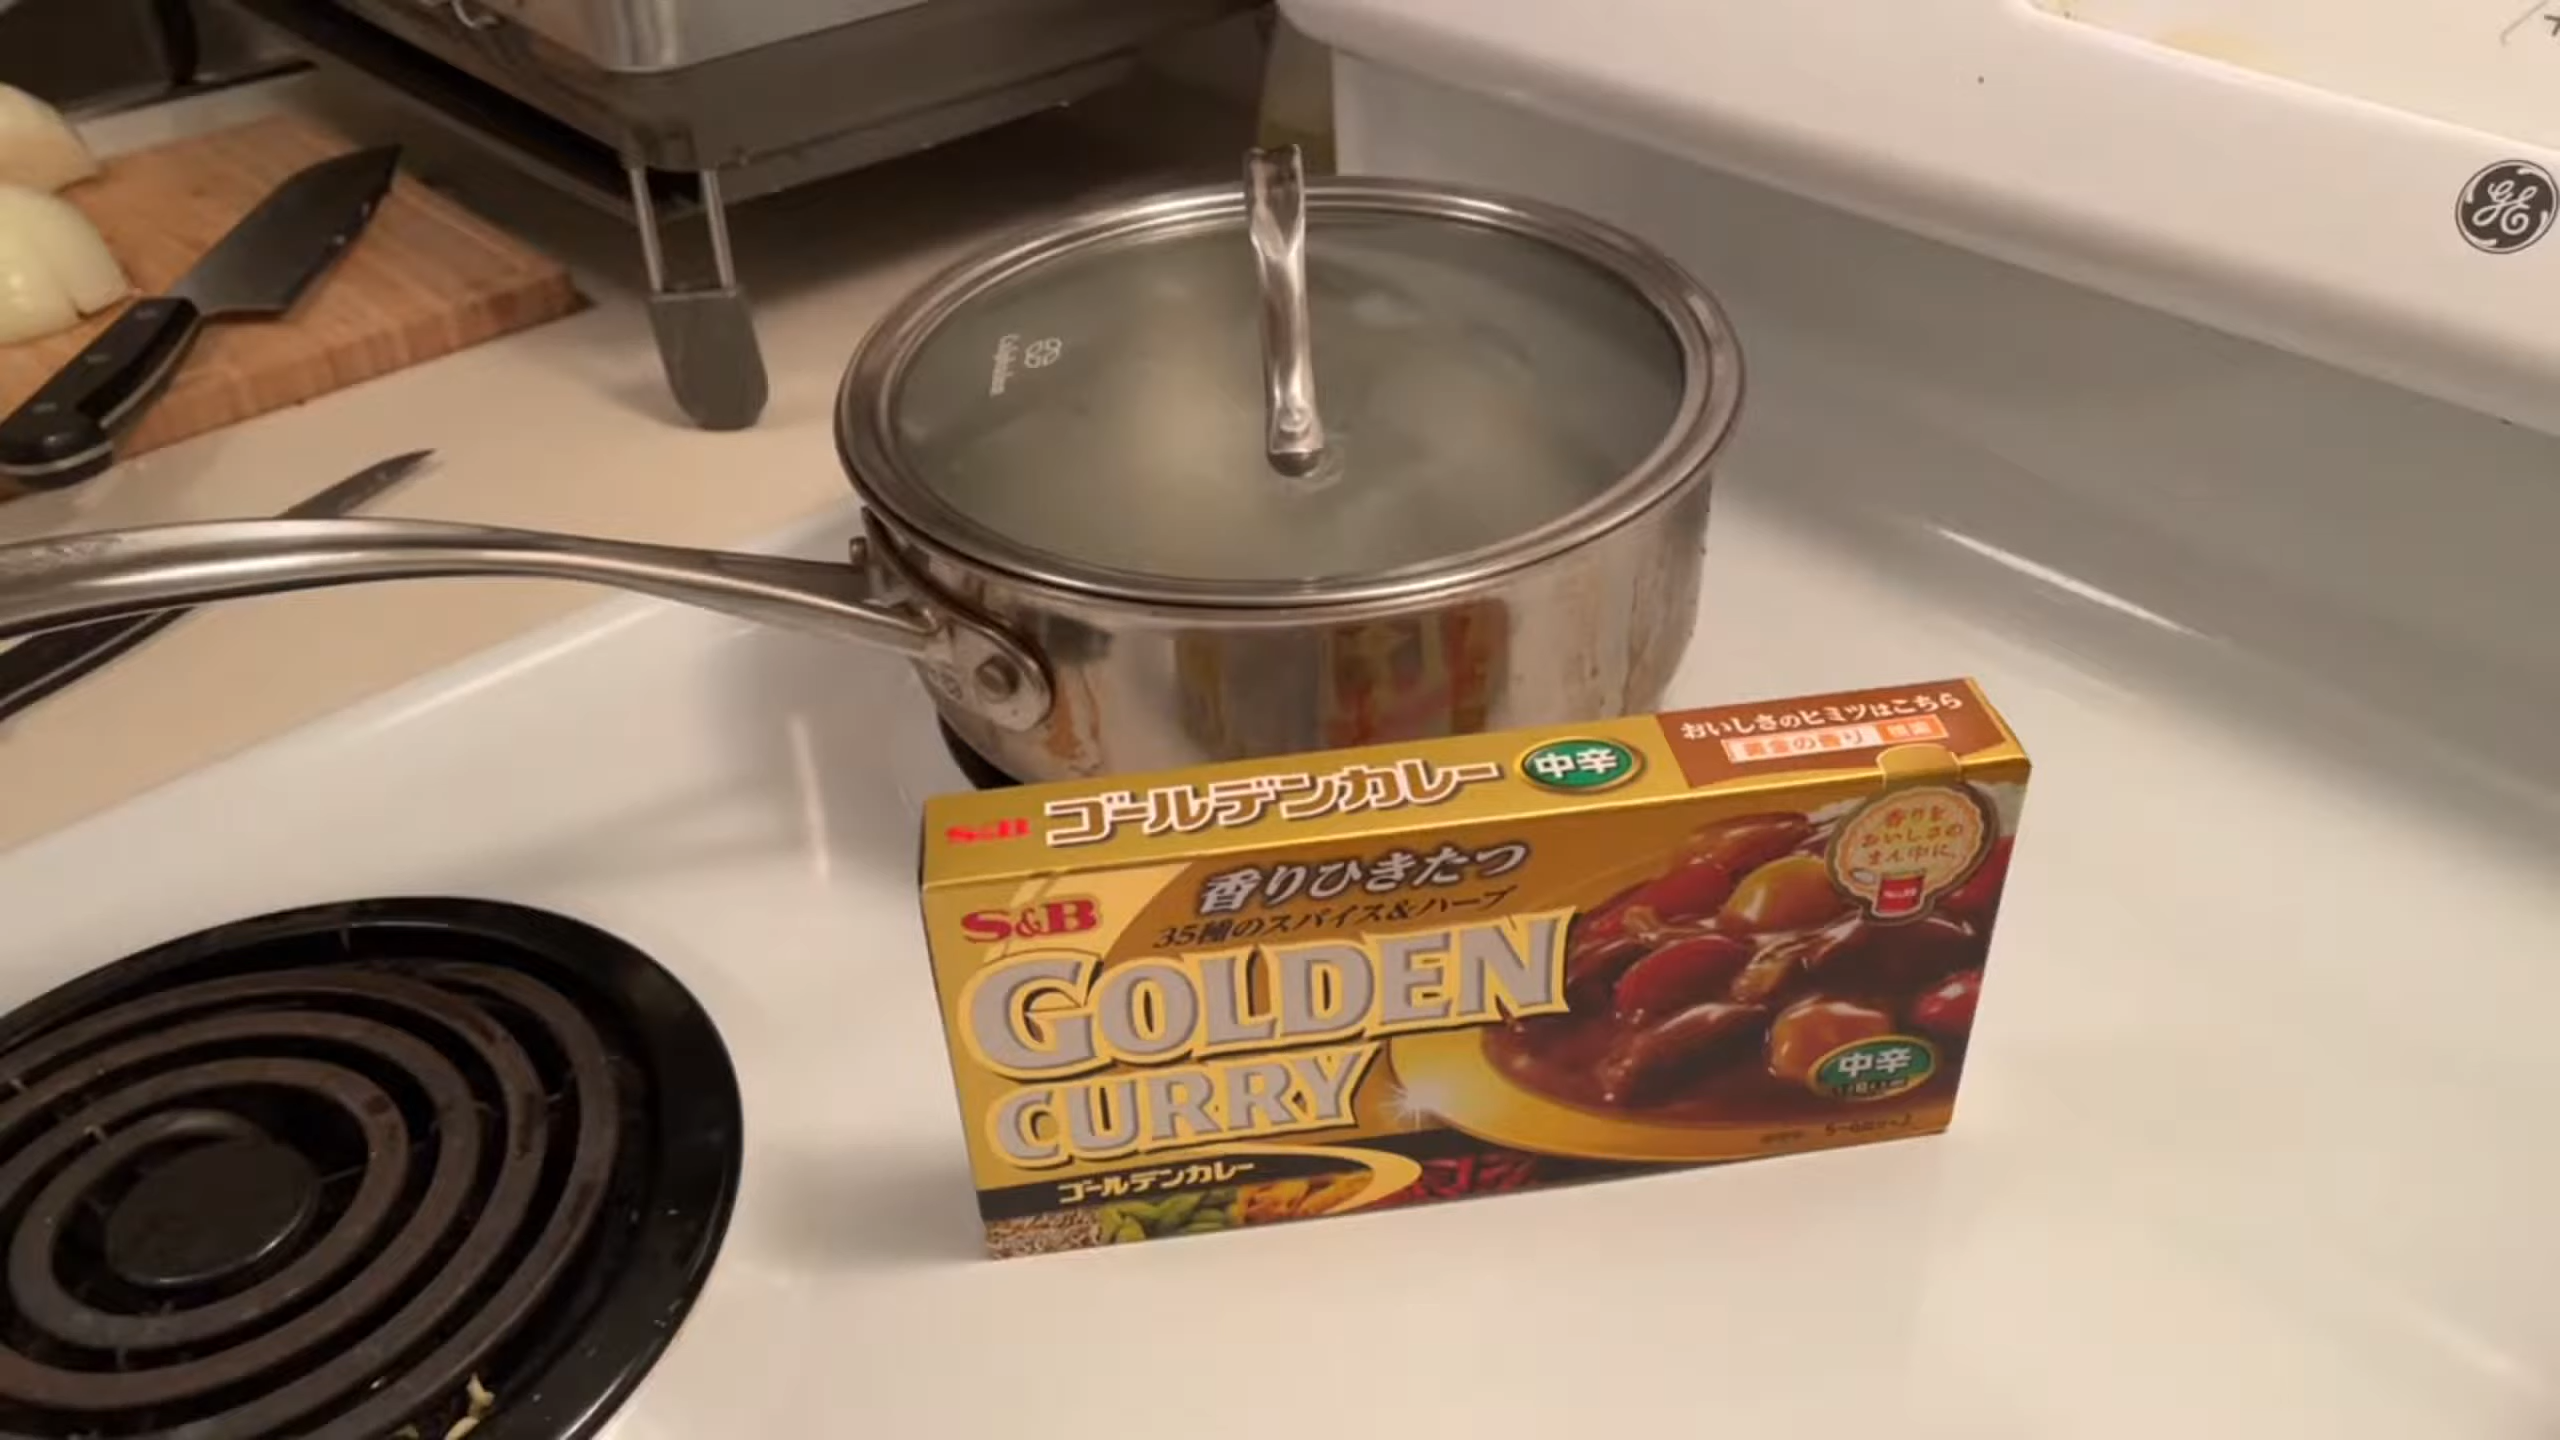 GE
Calphalon
S&B ゴールデンカレー 中辛
おいしさのヒミツはこちら
黄金の香り 検索
香りを
おいしさの
まん中に。
S&B
S&B
香りひきたつ
35種のスパイス&ハーブ
GOLDEN
CURRY
中辛
ゴールデンカレー